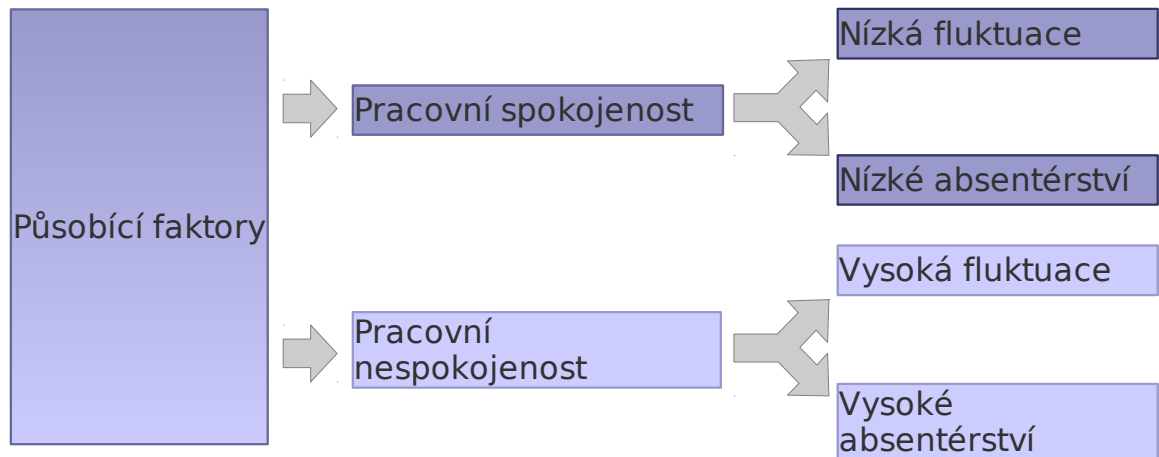 Působící faktory
Pracovní spokojenost
Nízká fluktuace
Nízké absentérství
Pracovní
nespokojenost
Vysoká fluktuace
Vysoké
absentérství